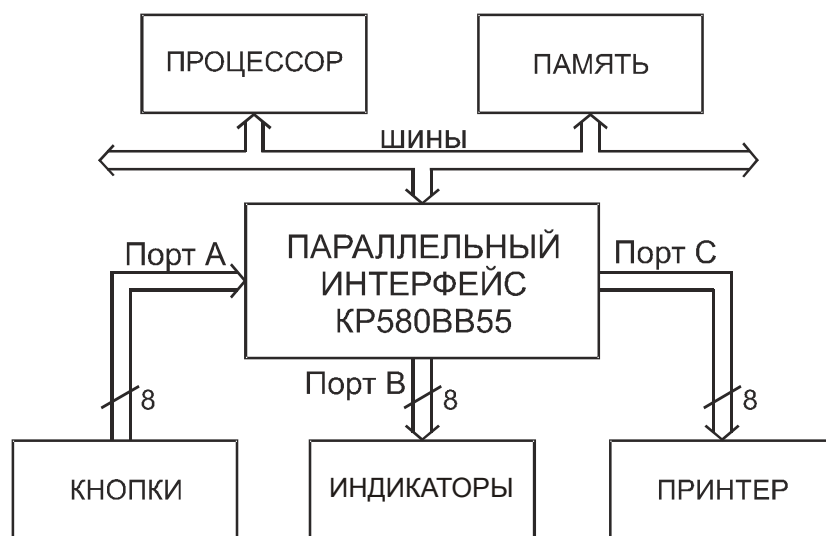 ПРОЦЕССОР
ПАМЯТЬ
ШИНЫ
ПАРАЛЛЕЛЬНЫЙ
ИНТЕРФЕЙС
КР580ВВ55
Порт А
Порт С
Порт В
8
8
8
КНОПКИ
ИНДИКАТОРЫ
ПРИНТЕР